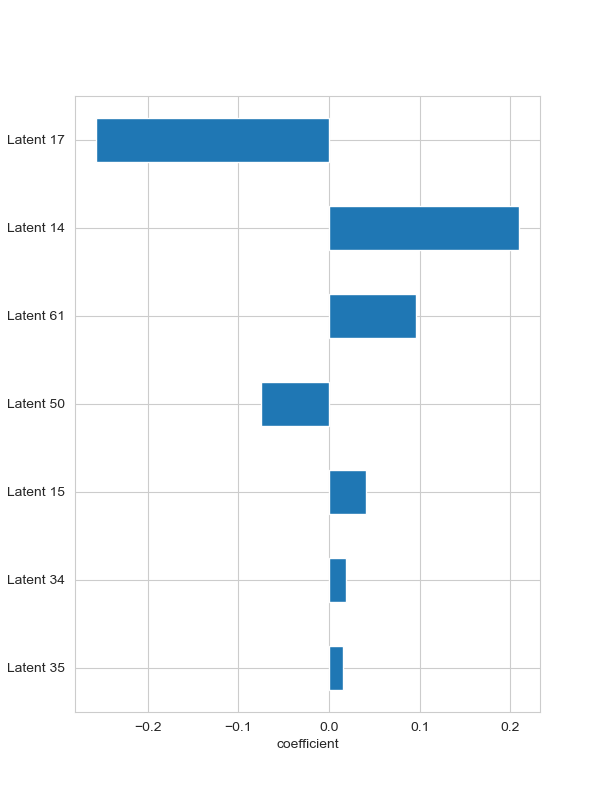 Latent 17
Latent 14
Latent 61
Latent 50
Latent 15
Latent 34
Latent 35
−0.2 −0.1 0.0 0.1 0.2
coefficient